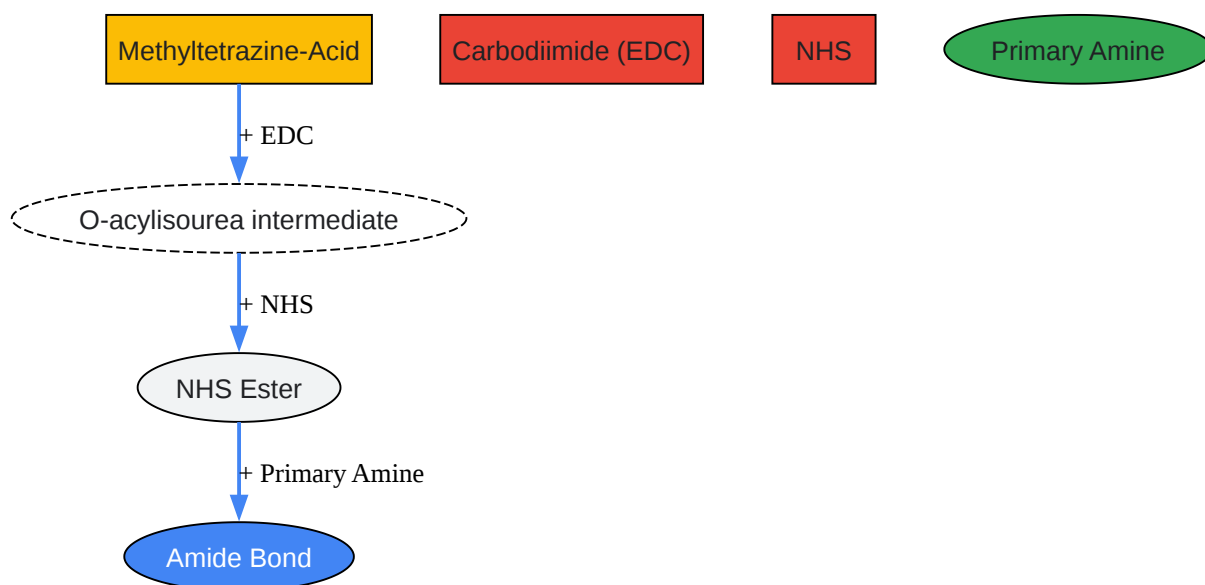 Methyltetrazine-Acid
Carbodiimide (EDC)
NHS
Primary Amine
+ EDC
O-acylisourea intermediate
+ NHS
NHS Ester
+ Primary Amine
Amide Bond